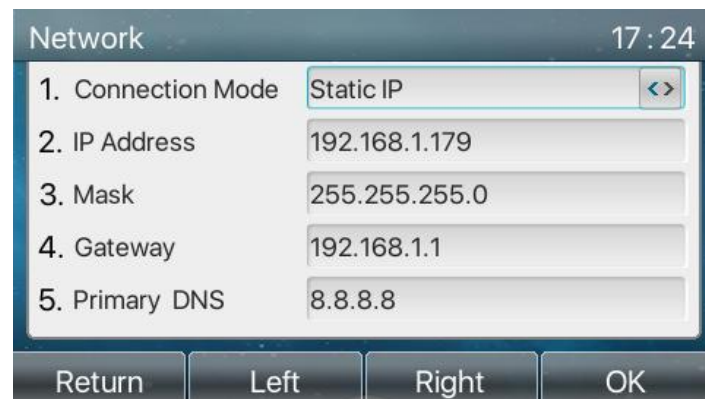 Network 17:24
1. Connection Mode Static IP <>
2. IP Address 192.168.1.179
3. Mask 255.255.255.0
4. Gateway 192.168.1.1
5. Primary DNS 8.8.8.8
Return Left Right OK